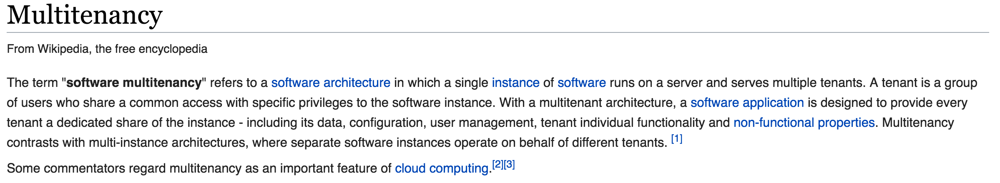 Multitenancy
From Wikipedia, the free encyclopedia
The term "software multitenancy" refers to a software architecture in which a single instance of software runs on a server and serves multiple tenants. A tenant is a group
of users who share a common access with specific privileges to the software instance. With a multitenant architecture, a software application is designed to provide every
tenant a dedicated share of the instance - including its data, configuration, user management, tenant individual functionality and non-functional properties. Multitenancy
contrasts with multi-instance architectures, where separate software instances operate on behalf of different tenants. [1]
Some commentators regard multitenancy as an important feature of cloud computing.[2][3]